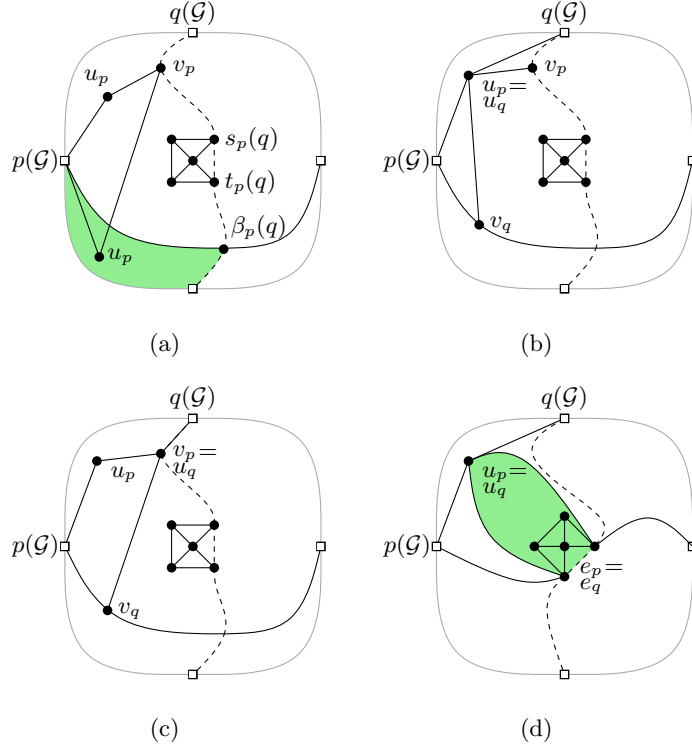 q(𝒢)
u_p
v_p
p(𝒢)
s_p(q)
t_p(q)
β_p(q)
u_p
(a)
q(𝒢)
v_p
u_p=
u_q
p(𝒢)
v_q
(b)
q(𝒢)
v_p=
u_q
u_p
p(𝒢)
v_q
(c)
q(𝒢)
u_p=
u_q
p(𝒢)
e_p=
e_q
(d)